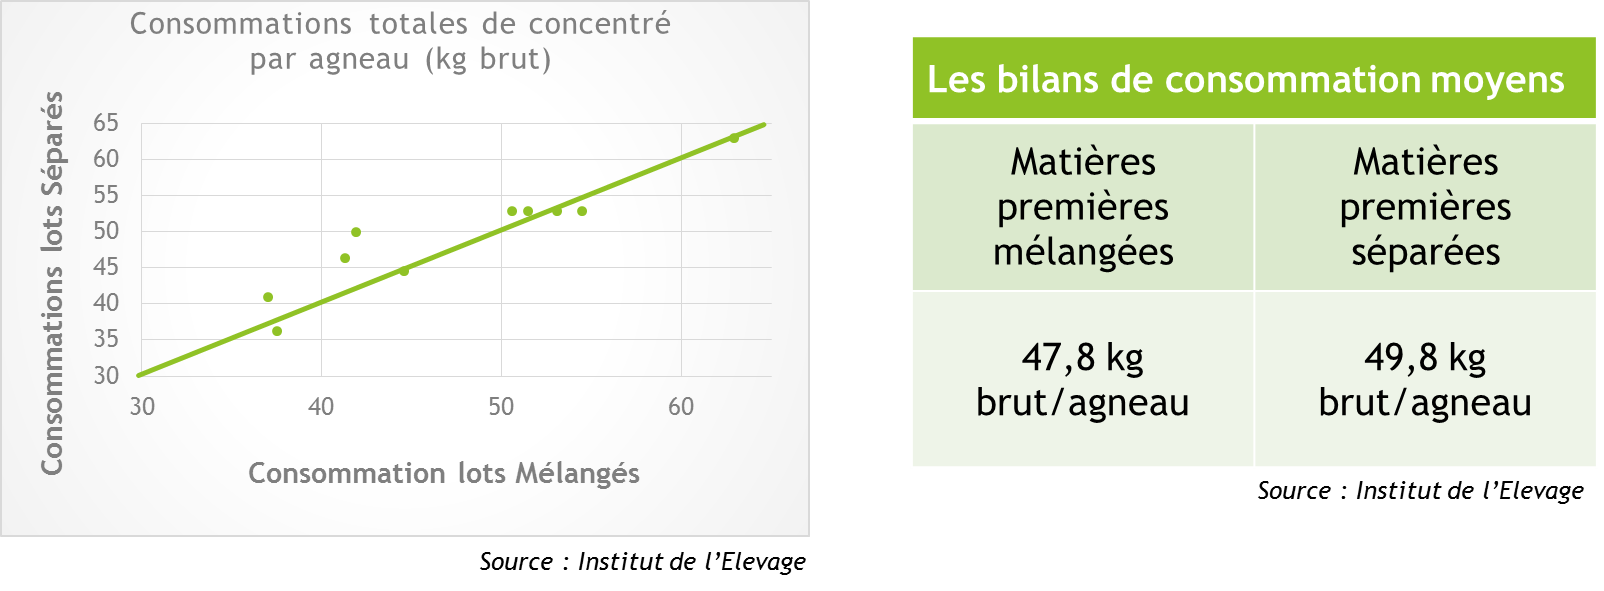 Consommations totales de concentré
par agneau (kg brut)
Consommations lots Séparés
65
60
55
50
45
40
35
30
30
40
50
60
Consommation lots Mélangés
Source : Institut de l’Elevage
Les bilans de consommation moyens
Matières
premières
mélangées
Matières
premières
séparées
47,8 kg
brut/agneau
49,8 kg
brut/agneau
Source : Institut de l’Elevage